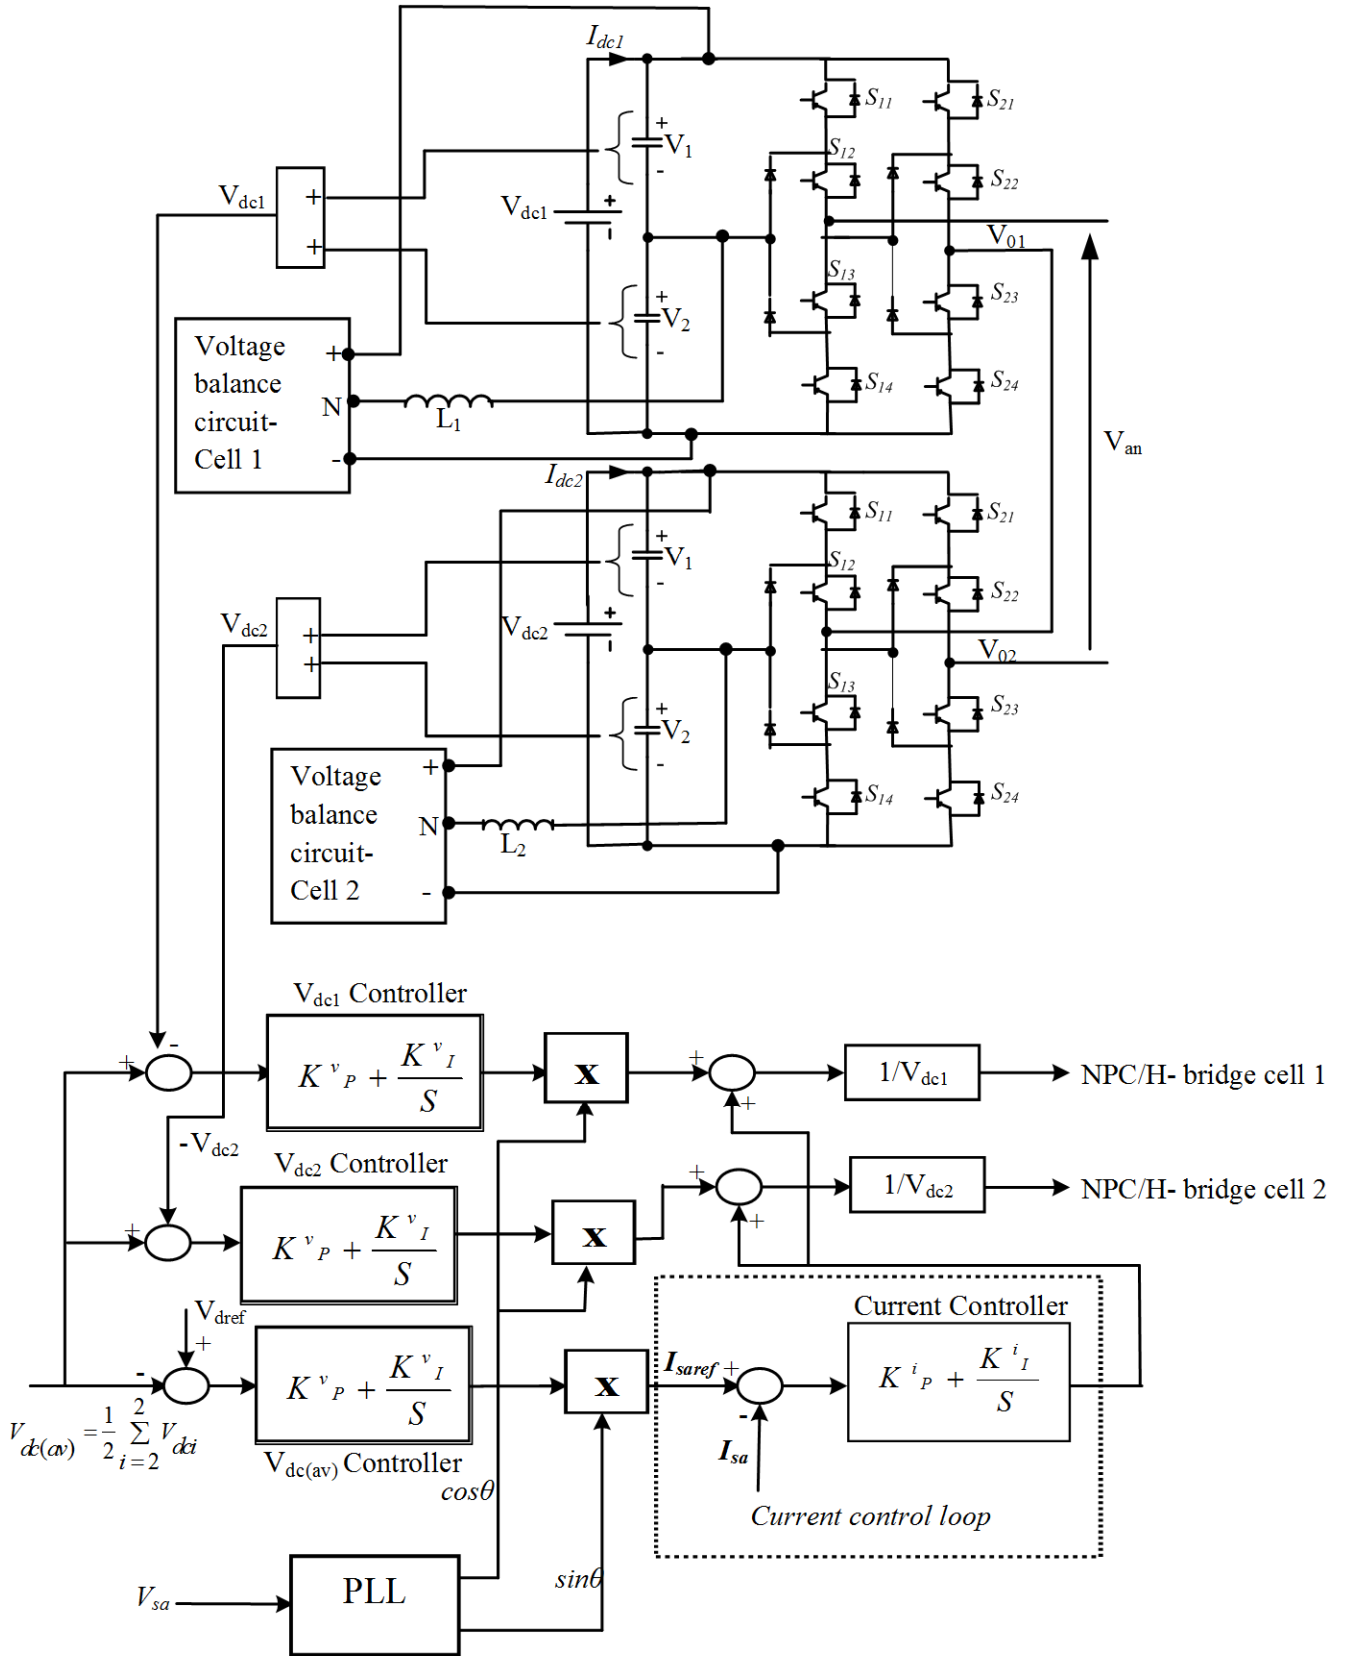 I_dc1
S_11
S_21
+
V_1
-
S_12
S_22
V_dc1
+
+
V_dc1
+
-
V_01
S_13
S_23
+
V_2
-
Voltage
balance
circuit-
Cell 1
+
N
-
L_1
S_14
S_24
V_an
I_dc2
S_11
S_21
+
V_1
-
S_12
S_22
V_dc2
+
+
V_dc2
+
-
V_02
S_13
S_23
+
V_2
-
Voltage
balance
circuit-
Cell 2
+
N
-
L_2
S_14
S_24
V_dc1 Controller
+
-
K^v_P + K^v_I / S
x
+
+
1/V_dc1
NPC/H- bridge cell 1
-V_dc2
V_dc2 Controller
+
K^v_P + K^v_I / S
x
+
+
1/V_dc2
NPC/H- bridge cell 2
V_dref
+
-
K^v_P + K^v_I / S
x
I_saref
+
-
I_sa
Current Controller
K^i_P + K^i_I / S
V_dc(av) = 1/2 ∑_{i=2}^{2} V_dci
V_dc(av) Controller
cosθ
Current control loop
sinθ
V_sa
PLL